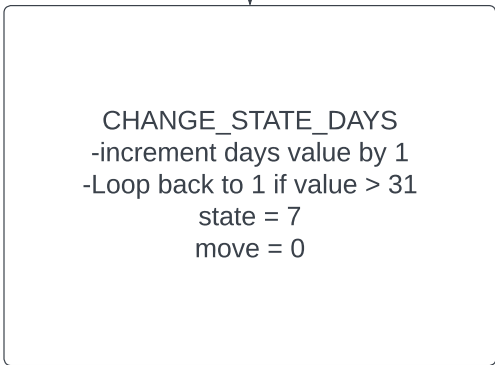 CHANGE_STATE_DAYS
-increment days value by 1
-Loop back to 1 if value > 31
state = 7
move = 0